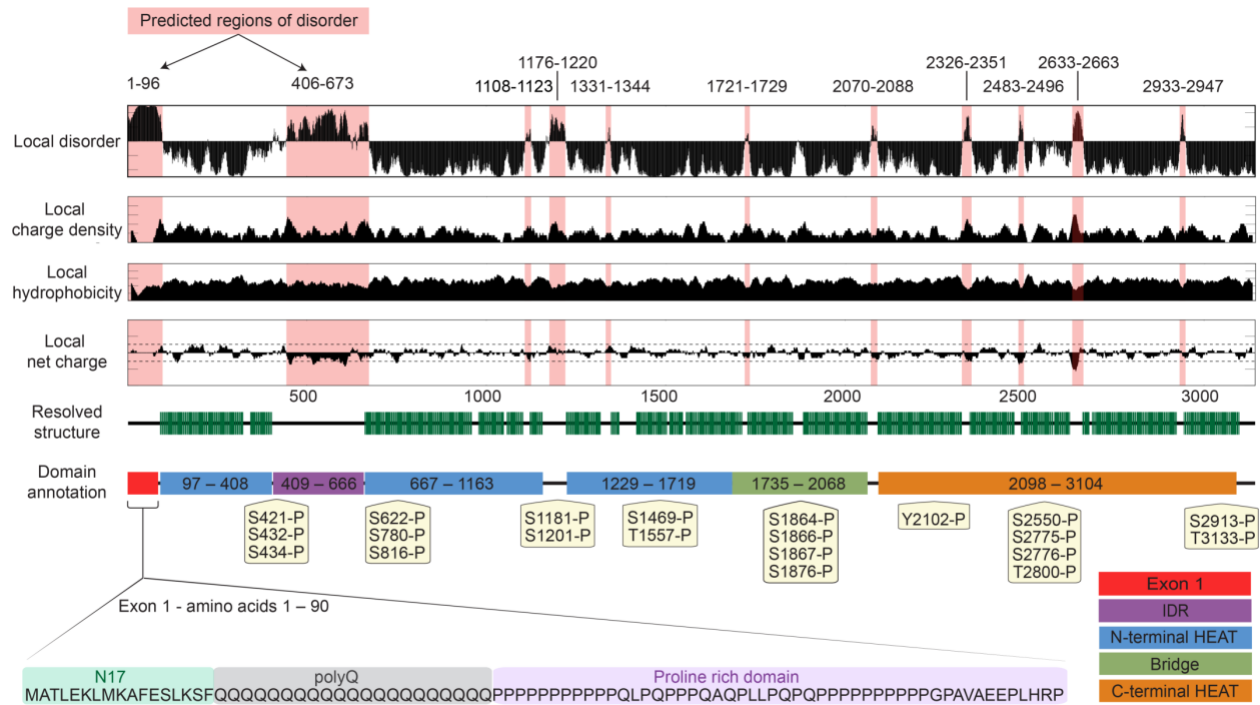 Predicted regions of disorder
1176-1220
2326-2351
2633-2663
1-96
406-673
1108-1123
1331-1344
1721-1729
2070-2088
2483-2496
2933-2947
Local disorder
Local
charge density
Local
hydrophobicity
Local
net charge
500
1000
1500
2000
2500
3000
Resolved
structure
Domain
annotation
97 – 408
409 – 666
667 – 1163
1229 – 1719
1735 – 2068
2098 – 3104
S421-P
S432-P
S434-P
S622-P
S780-P
S816-P
S1181-P
S1201-P
S1469-P
T1557-P
S1864-P
S1866-P
S1867-P
S1876-P
Y2102-P
S2550-P
S2775-P
S2776-P
T2800-P
S2913-P
T3133-P
Exon 1 - amino acids 1 – 90
Exon 1
IDR
N-terminal HEAT
Bridge
C-terminal HEAT
N17
polyQ
Proline rich domain
MATLEKLMKAFESLKSFQQQQQQQQQQQQQQQQQQQQQPPPPPPPPPPPQLPQPPPQAQPLLPQPQPPPPPPPPPPGPAVAEEPLHRP